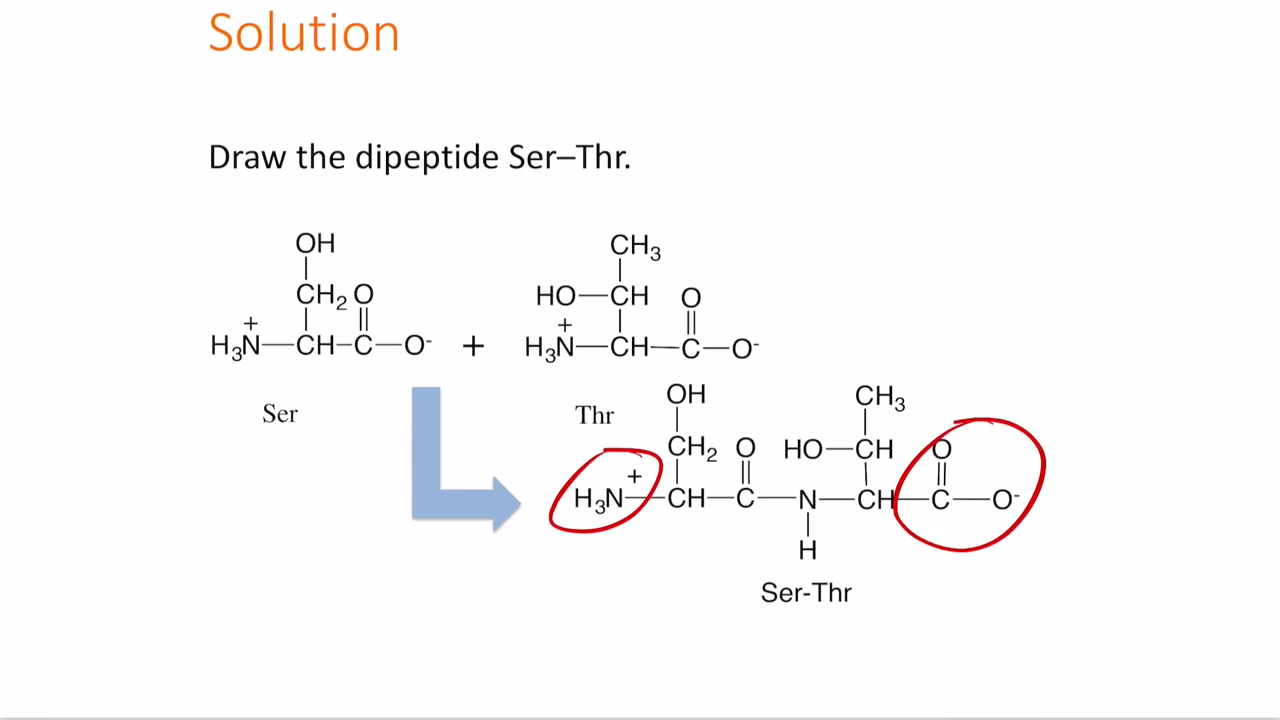 Solution
Draw the dipeptide Ser–Thr.
OH
CH₂ O
+
H₃N—CH–C—O⁻
+
CH₃
HO—CH O
+
H₃N—CH—C—O⁻
Ser
Thr
OH
CH₃
CH₂ O HO—CH O
+
H₃N—CH—C—N—CH—C—O⁻
H
Ser-Thr